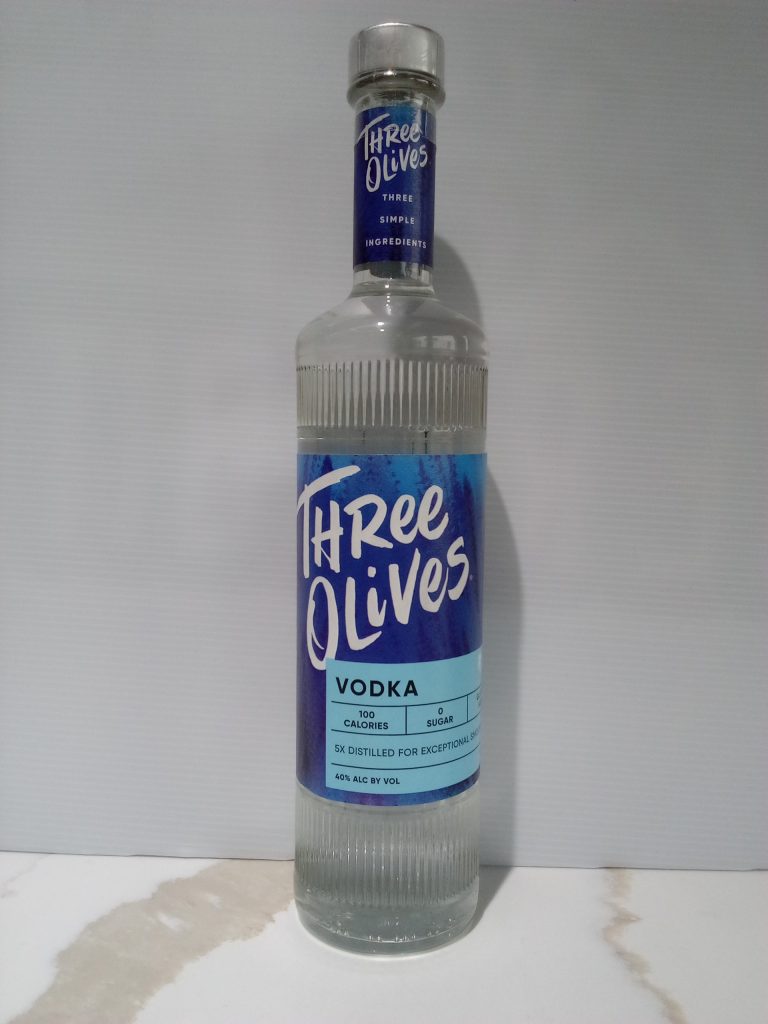 THREE
OLIVES
THREE
SIMPLE
INGREDIENTS
THREE
OLIVES
VODKA
100
CALORIES
0
SUGAR
5X DISTILLED FOR EXCEPTIONAL
40% ALC BY VOL